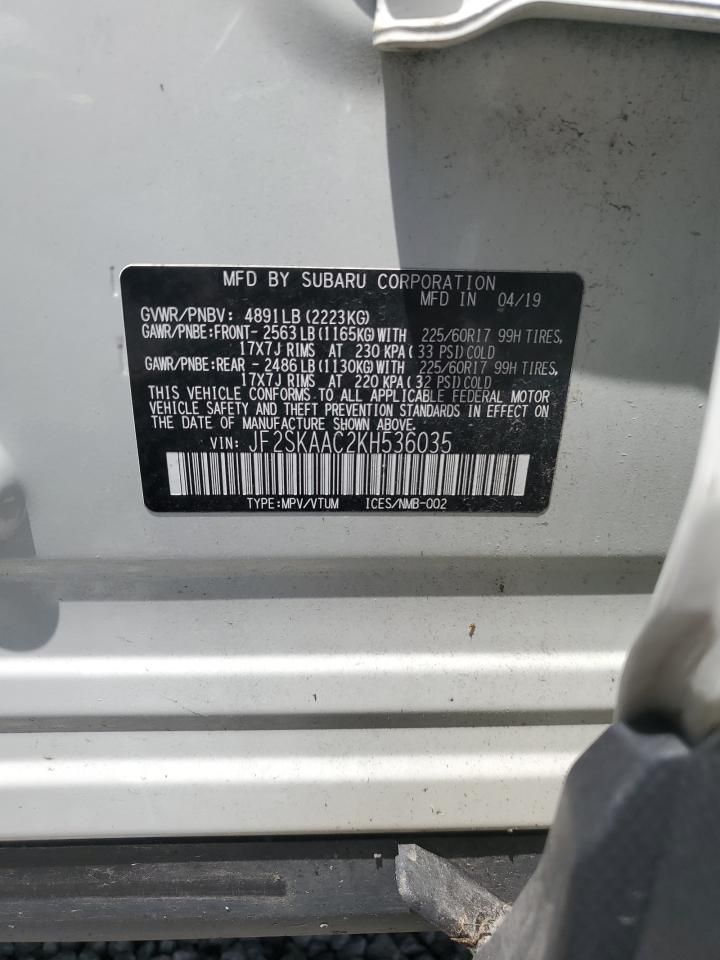 MFD BY SUBARU CORPORATION
MFD IN 04/19
GVWR/PNBV: 4891LB(2223KG)
GAWR/PNBE:FRONT- 2563LB(1165KG)WITH 225/60R17 99H TIRES,
17X7J RIMS AT 230 KPA(33 PSI)COLD
GAWR/PNBE:REAR - 2486LB(1130KG)WITH 225/60R17 99H TIRES,
17X7J RIMS AT 220 KPA(32 PSI)COLD
THIS VEHICLE CONFORMS TO ALL APPLICABLE FEDERAL MOTOR
VEHICLE SAFETY AND THEFT PREVENTION STANDARDS IN EFFECT
ON THE DATE OF MANUFACTURE SHOWN ABOVE.
VIN: JF2SKAAC2KH536035
TYPE:MPV/VTUM ICES/NMB-002